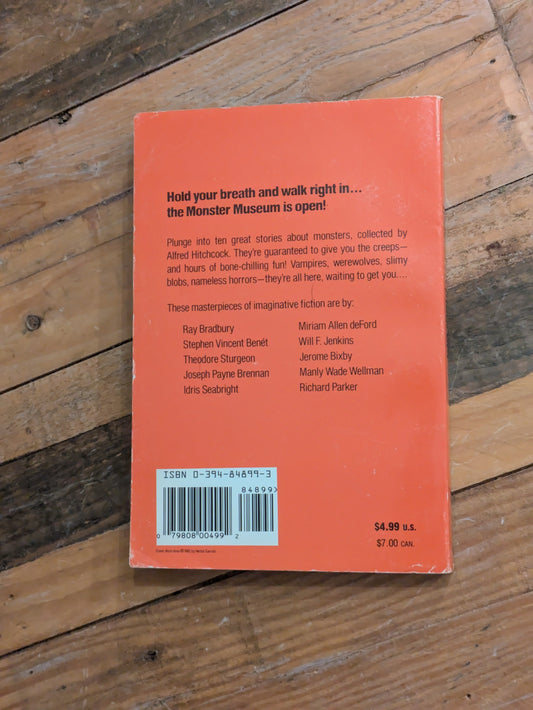 Hold your breath and walk right in...
the Monster Museum is open!
Plunge into ten great stories about monsters, collected by
Alfred Hitchcock. They're guaranteed to give you the creeps—
and hours of bone-chilling fun! Vampires, werewolves, slimy
blobs, nameless horrors—they're all here, waiting to get you....
These masterpieces of imaginative fiction are by:
Ray Bradbury
Stephen Vincent Benét
Theodore Sturgeon
Joseph Payne Brennan
Idris Seabright
Miriam Allen deFord
Will F. Jenkins
Jerome Bixby
Manly Wade Wellman
Richard Parker
ISBN 0-394-84899-3
84899>
0 79808 00499 2
$4.99 U.S.
$7.00 CAN.